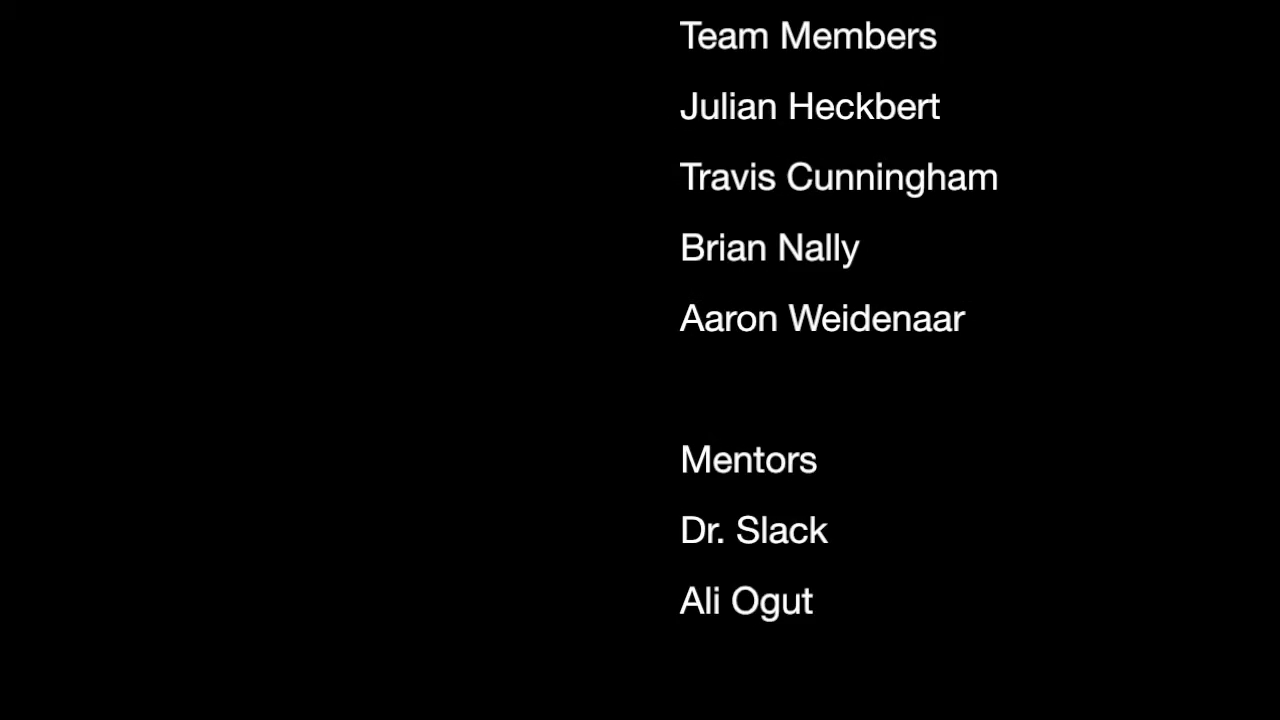 Team Members
Julian Heckbert
Travis Cunningham
Brian Nally
Aaron Weidenaar
Mentors
Dr. Slack
Ali Ogut